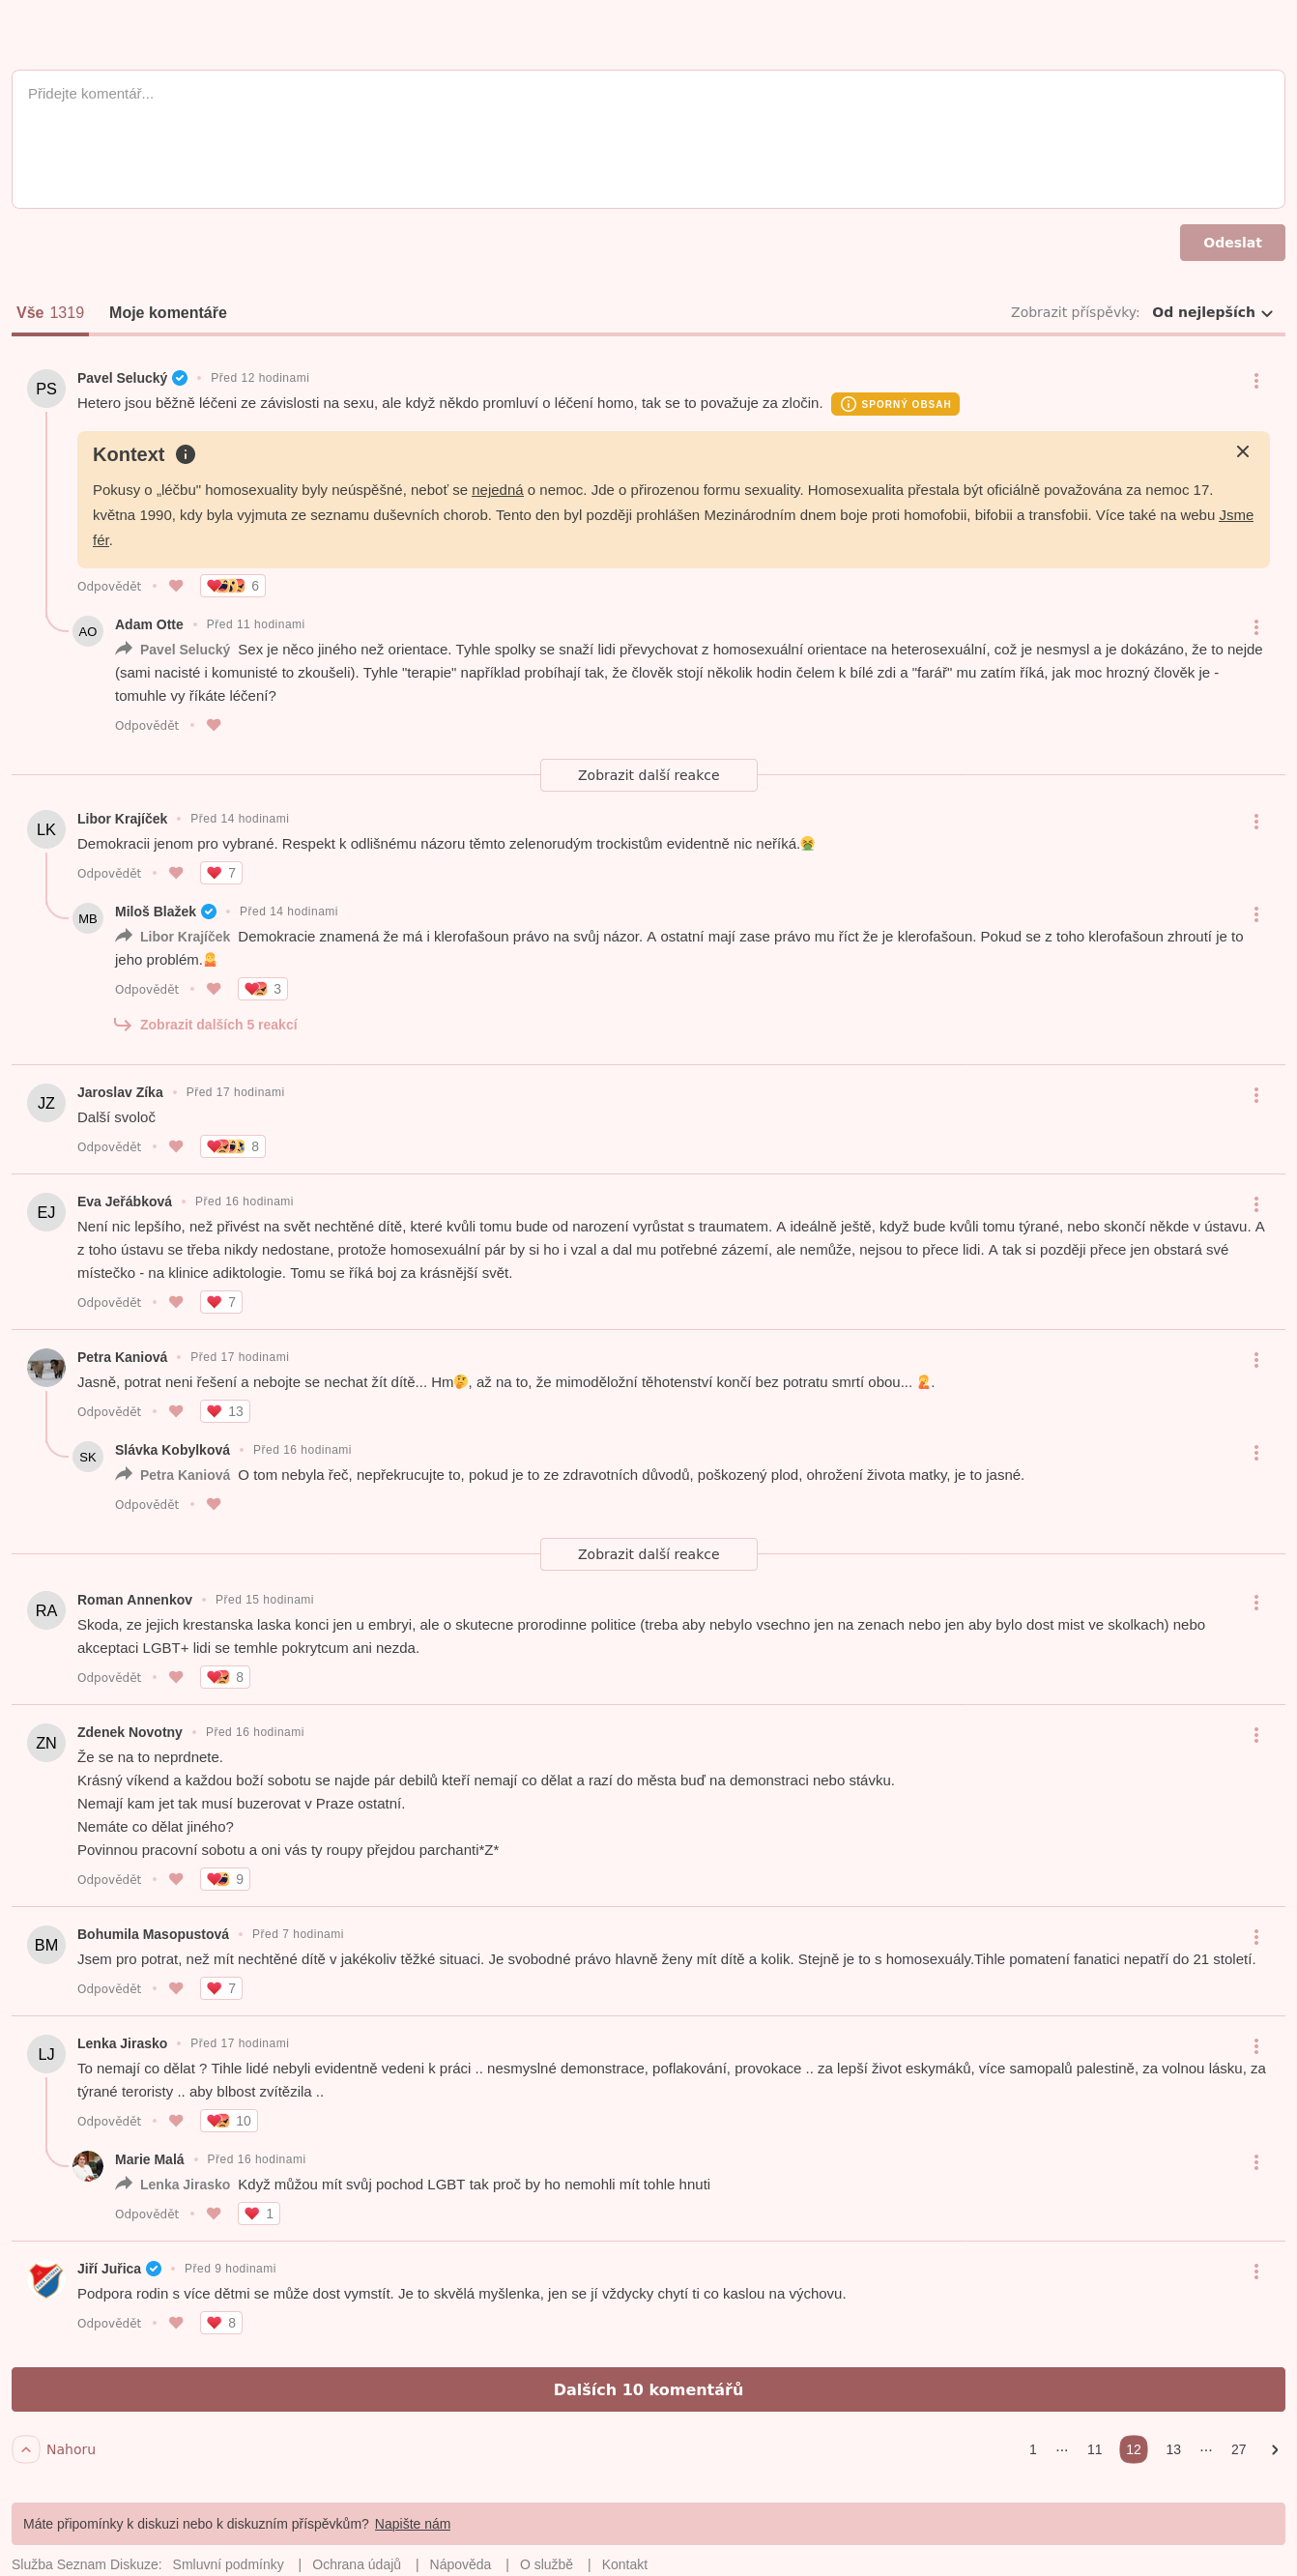 Přidejte komentář...
Odeslat
Vše 1319 Moje komentáře Zobrazit příspěvky: Od nejlepších
PS Pavel Selucký • Před 12 hodinami
Hetero jsou běžně léčeni ze závislosti na sexu, ale když někdo promluví o léčení homo, tak se to považuje za zločin. SPORNÝ OBSAH
Kontext
Pokusy o „léčbu" homosexuality byly neúspěšné, neboť se nejedná o nemoc. Jde o přirozenou formu sexuality. Homosexualita přestala být oficiálně považována za nemoc 17.
května 1990, kdy byla vyjmuta ze seznamu duševních chorob. Tento den byl později prohlášen Mezinárodním dnem boje proti homofobii, bifobii a transfobii. Více také na webu Jsme
fér.
Odpovědět • 6
AO Adam Otte • Před 11 hodinami
Pavel Selucký Sex je něco jiného než orientace. Tyhle spolky se snaží lidi převychovat z homosexuální orientace na heterosexuální, což je nesmysl a je dokázáno, že to nejde
(sami nacisté i komunisté to zkoušeli). Tyhle "terapie" například probíhají tak, že člověk stojí několik hodin čelem k bílé zdi a "farář" mu zatím říká, jak moc hrozný člověk je -
tomuhle vy říkáte léčení?
Odpovědět •
Zobrazit další reakce
LK Libor Krajíček • Před 14 hodinami
Demokracii jenom pro vybrané. Respekt k odlišnému názoru těmto zelenorudým trockistům evidentně nic neříká.🤮
Odpovědět • 7
MB Miloš Blažek • Před 14 hodinami
Libor Krajíček Demokracie znamená že má i klerofašoun právo na svůj názor. A ostatní mají zase právo mu říct že je klerofašoun. Pokud se z toho klerofašoun zhroutí je to
jeho problém.🤷
Odpovědět • 3
Zobrazit dalších 5 reakcí
JZ Jaroslav Zíka • Před 17 hodinami
Další svoloč
Odpovědět • 8
EJ Eva Jeřábková • Před 16 hodinami
Není nic lepšího, než přivést na svět nechtěné dítě, které kvůli tomu bude od narození vyrůstat s traumatem. A ideálně ještě, když bude kvůli tomu týrané, nebo skončí někde v ústavu. A
z toho ústavu se třeba nikdy nedostane, protože homosexuální pár by si ho i vzal a dal mu potřebné zázemí, ale nemůže, nejsou to přece lidi. A tak si později přece jen obstará své
místečko - na klinice adiktologie. Tomu se říká boj za krásnější svět.
Odpovědět • 7
Petra Kaniová • Před 17 hodinami
Jasně, potrat neni řešení a nebojte se nechat žít dítě... Hm🤔, až na to, že mimoděložní těhotenství končí bez potratu smrtí obou... 🤦.
Odpovědět • 13
SK Slávka Kobylková • Před 16 hodinami
Petra Kaniová O tom nebyla řeč, nepřekrucujte to, pokud je to ze zdravotních důvodů, poškozený plod, ohrožení života matky, je to jasné.
Odpovědět •
Zobrazit další reakce
RA Roman Annenkov • Před 15 hodinami
Skoda, ze jejich krestanska laska konci jen u embryi, ale o skutecne prorodinne politice (treba aby nebylo vsechno jen na zenach nebo jen aby bylo dost mist ve skolkach) nebo
akceptaci LGBT+ lidi se temhle pokrytcum ani nezda.
Odpovědět • 8
ZN Zdenek Novotny • Před 16 hodinami
Že se na to neprdnete.
Krásný víkend a každou boží sobotu se najde pár debilů kteří nemají co dělat a razí do města buď na demonstraci nebo stávku.
Nemají kam jet tak musí buzerovat v Praze ostatní.
Nemáte co dělat jiného?
Povinnou pracovní sobotu a oni vás ty roupy přejdou parchanti*Z*
Odpovědět • 9
BM Bohumila Masopustová • Před 7 hodinami
Jsem pro potrat, než mít nechtěné dítě v jakékoliv těžké situaci. Je svobodné právo hlavně ženy mít dítě a kolik. Stejně je to s homosexuály.Tihle pomatení fanatici nepatří do 21 století.
Odpovědět • 7
LJ Lenka Jirasko • Před 17 hodinami
To nemají co dělat ? Tihle lidé nebyli evidentně vedeni k práci .. nesmyslné demonstrace, poflakování, provokace .. za lepší život eskymáků, více samopalů palestině, za volnou lásku, za
týrané teroristy .. aby blbost zvítězila ..
Odpovědět • 10
Marie Malá • Před 16 hodinami
Lenka Jirasko Když můžou mít svůj pochod LGBT tak proč by ho nemohli mít tohle hnuti
Odpovědět • 1
Jiří Juřica • Před 9 hodinami
Podpora rodin s více dětmi se může dost vymstít. Je to skvělá myšlenka, jen se jí vždycky chytí ti co kaslou na výchovu.
Odpovědět • 8
Dalších 10 komentářů
Nahoru 1 ⋯ 11 12 13 ⋯ 27
Máte připomínky k diskuzi nebo k diskuzním příspěvkům? Napište nám
Služba Seznam Diskuze: Smluvní podmínky | Ochrana údajů | Nápověda | O službě | Kontakt